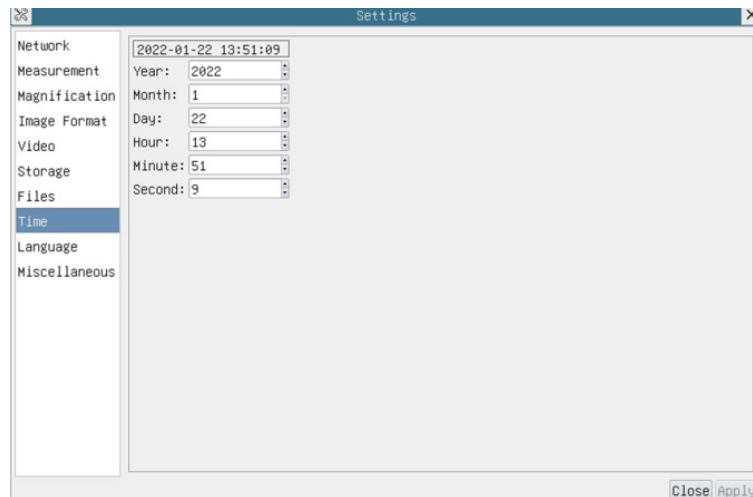 Settings
Network
Measurement
Magnification
Image Format
Video
Storage
Files
Time
Language
Miscellaneous
2022-01-22 13:51:09
Year: 2022
Month: 1
Day: 22
Hour: 13
Minute: 51
Second: 9
Close Apply